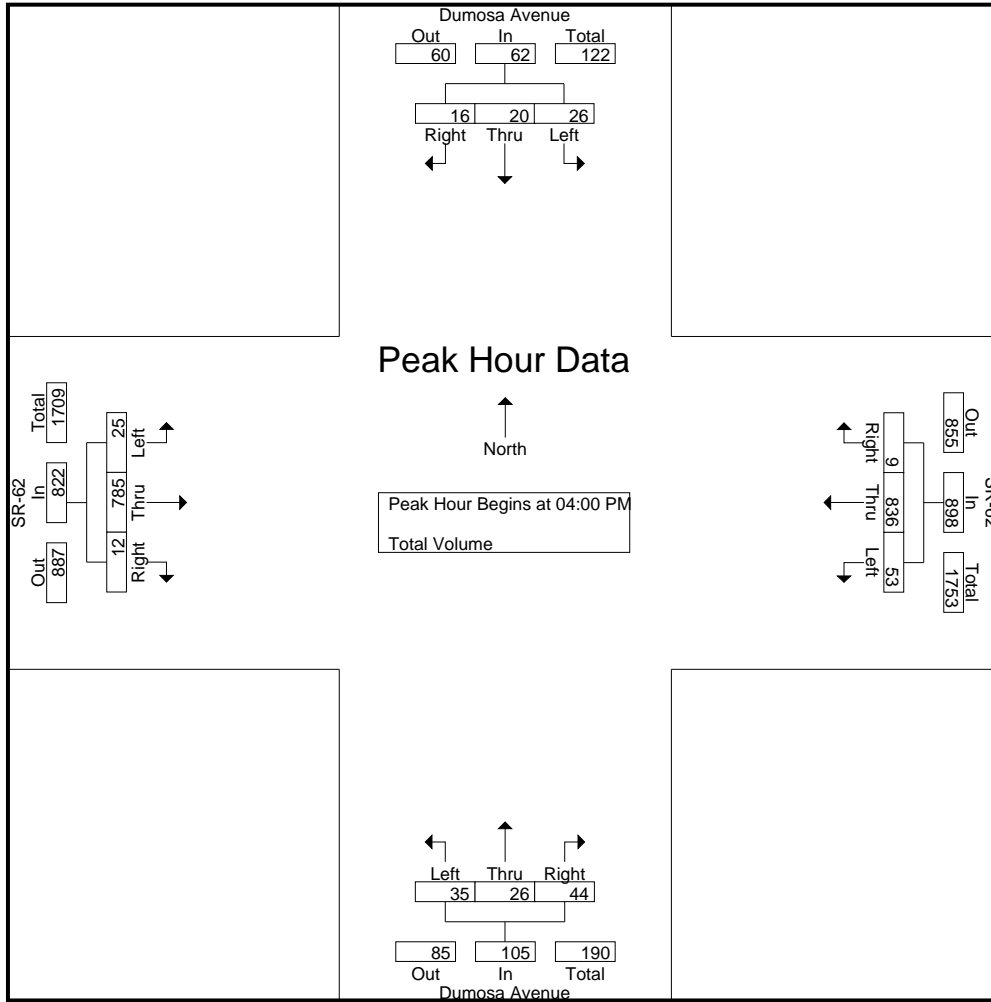 Dumosa Avenue
Out In Total
60 62 122
16 20 26
Right Thru Left
Peak Hour Data
North
Peak Hour Begins at 04:00 PM
Total Volume
SR-62
Total In Out
1709 822 887
Left Thru Right
25 785 12
Out In Total
855 898 1753
Right Thru Left
9 836 53
Left Thru Right
35 26 44
85 105 190
Out In Total
Dumosa Avenue